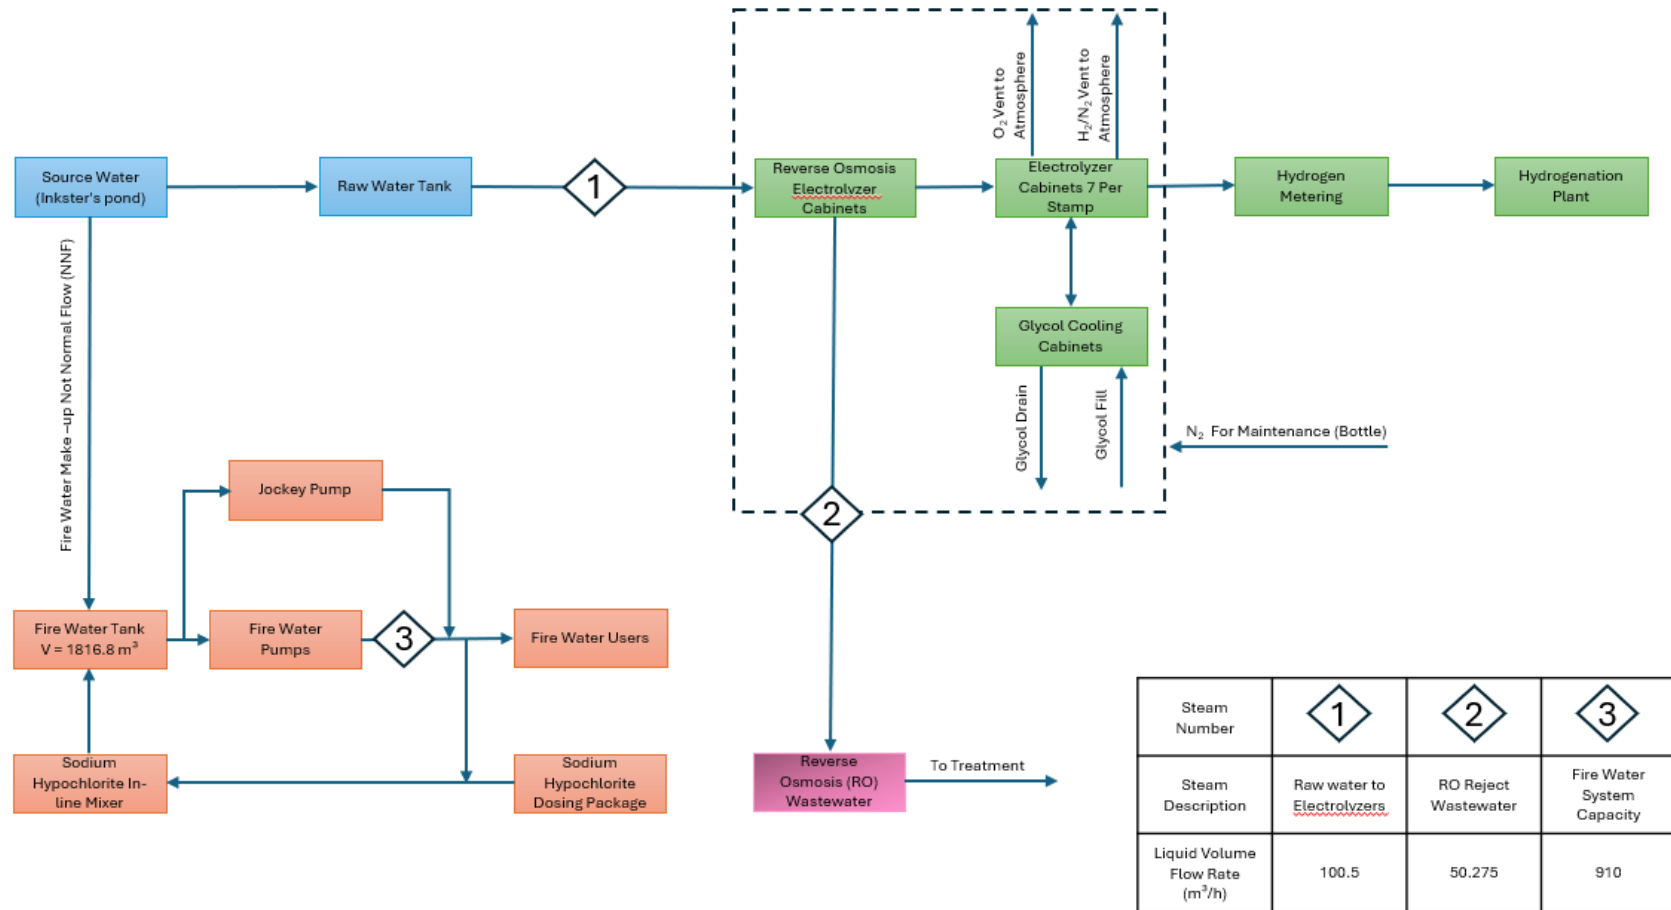 O₂ Vent to
Atmosphere
H₂/N₂ Vent to
Atmosphere
Source Water
(Inkster's pond)
Raw Water Tank
1
Reverse Osmosis
Electrolyzer
Cabinets
Electrolyzer
Cabinets 7 Per
Stamp
Hydrogen
Metering
Hydrogenation
Plant
Fire Water Make –up Not Normal Flow (NNF)
Glycol Cooling
Cabinets
Glycol Drain
Glycol Fill
N₂ For Maintenance (Bottle)
Jockey Pump
2
Fire Water Tank
V = 1816.8 m³
Fire Water
Pumps
3
Fire Water Users
Sodium
Hypochlorite In-
line Mixer
Sodium
Hypochlorite
Dosing Package
Reverse
Osmosis (RO)
Wastewater
To Treatment
Steam
Number
1
2
3
Steam
Description
Raw water to
Electrolyzers
RO Reject
Wastewater
Fire Water
System
Capacity
Liquid Volume
Flow Rate
(m³/h)
100.5
50.275
910